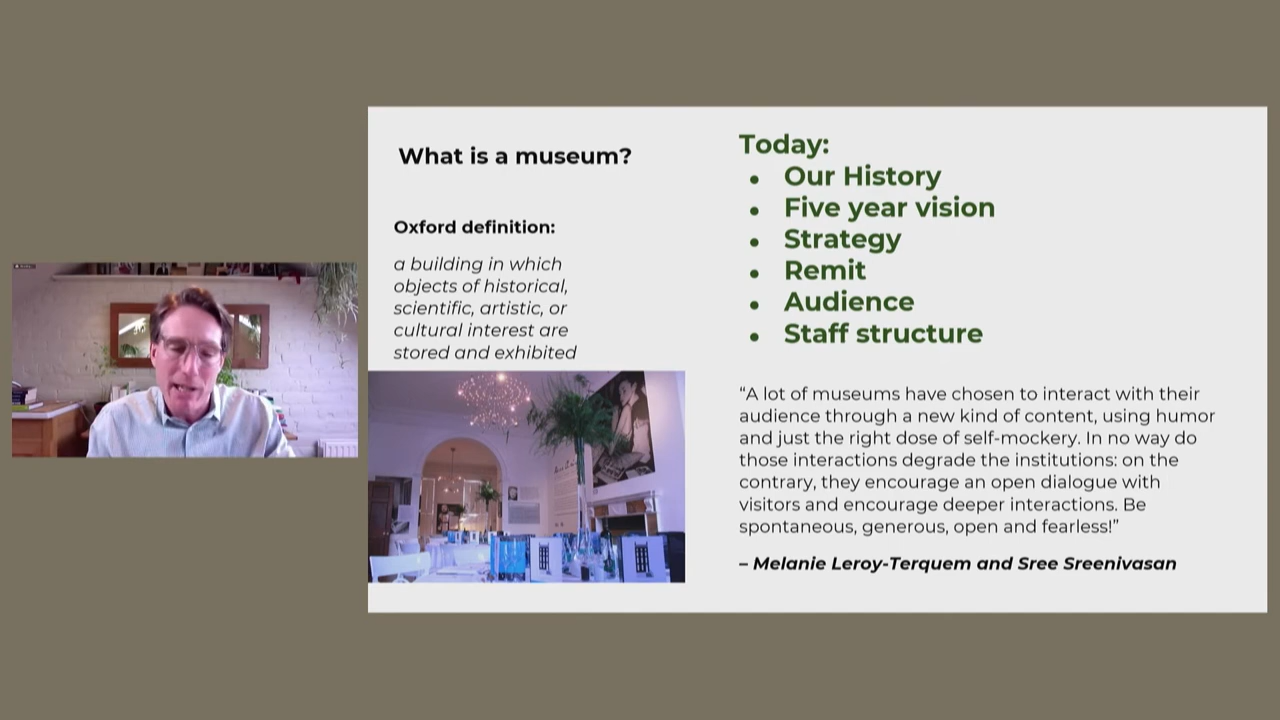 What is a museum?
Oxford definition:
a building in which
objects of historical,
scientific, artistic, or
cultural interest are
stored and exhibited
Today:
• Our History
• Five year vision
• Strategy
• Remit
• Audience
• Staff structure
“A lot of museums have chosen to interact with their
audience through a new kind of content, using humor
and just the right dose of self-mockery. In no way do
those interactions degrade the institutions: on the
contrary, they encourage an open dialogue with
visitors and encourage deeper interactions. Be
spontaneous, generous, open and fearless!”
– Melanie Leroy-Terquem and Sree Sreenivasan